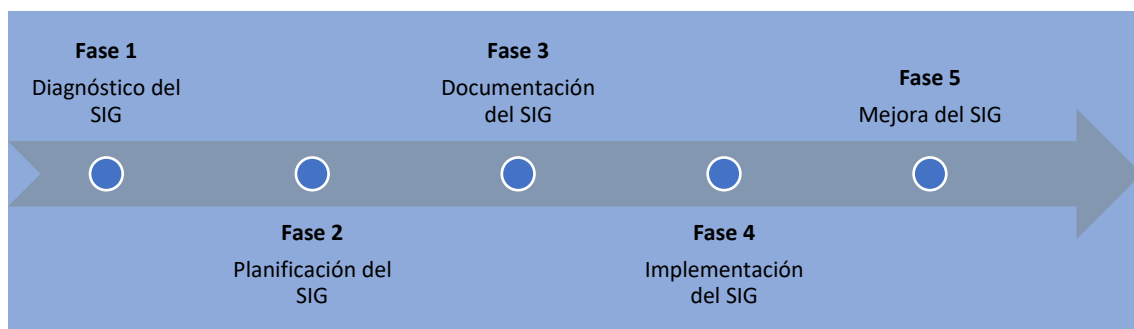 Fase 1
Diagnóstico del
SIG
Fase 2
Planificación del
SIG
Fase 3
Documentación
del SIG
Fase 4
Implementación
del SIG
Fase 5
Mejora del SIG